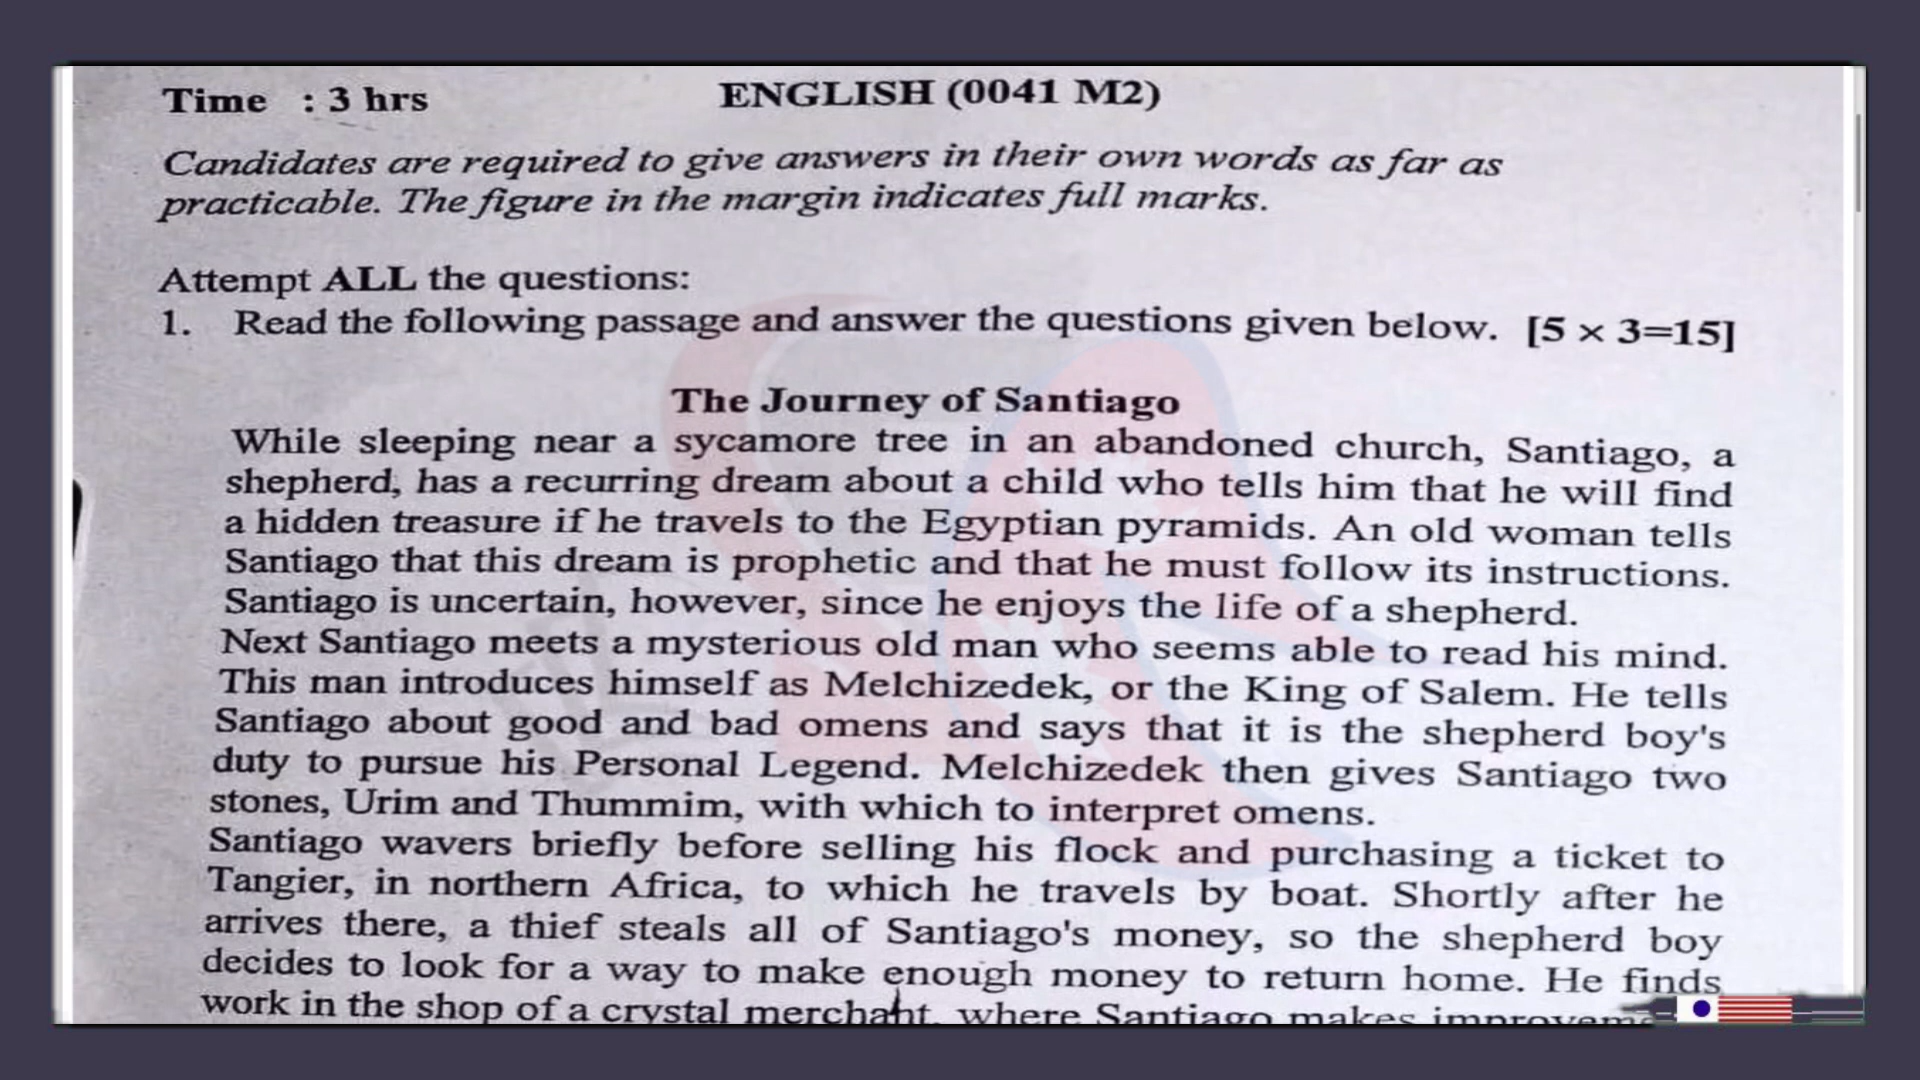 Time : 3 hrs
ENGLISH (0041 M2)
Candidates are required to give answers in their own words as far as
practicable. The figure in the margin indicates full marks.
Attempt ALL the questions:
1. Read the following passage and answer the questions given below. [5 × 3=15]
The Journey of Santiago
While sleeping near a sycamore tree in an abandoned church, Santiago, a
shepherd, has a recurring dream about a child who tells him that he will find
a hidden treasure if he travels to the Egyptian pyramids. An old woman tells
Santiago that this dream is prophetic and that he must follow its instructions.
Santiago is uncertain, however, since he enjoys the life of a shepherd.
Next Santiago meets a mysterious old man who seems able to read his mind.
This man introduces himself as Melchizedek, or the King of Salem. He tells
Santiago about good and bad omens and says that it is the shepherd boy's
duty to pursue his Personal Legend. Melchizedek then gives Santiago two
stones, Urim and Thummim, with which to interpret omens.
Santiago wavers briefly before selling his flock and purchasing a ticket to
Tangier, in northern Africa, to which he travels by boat. Shortly after he
arrives there, a thief steals all of Santiago's money, so the shepherd boy
decides to look for a way to make enough money to return home. He finds
work in the shop of a crystal merchant, where Santiago makes